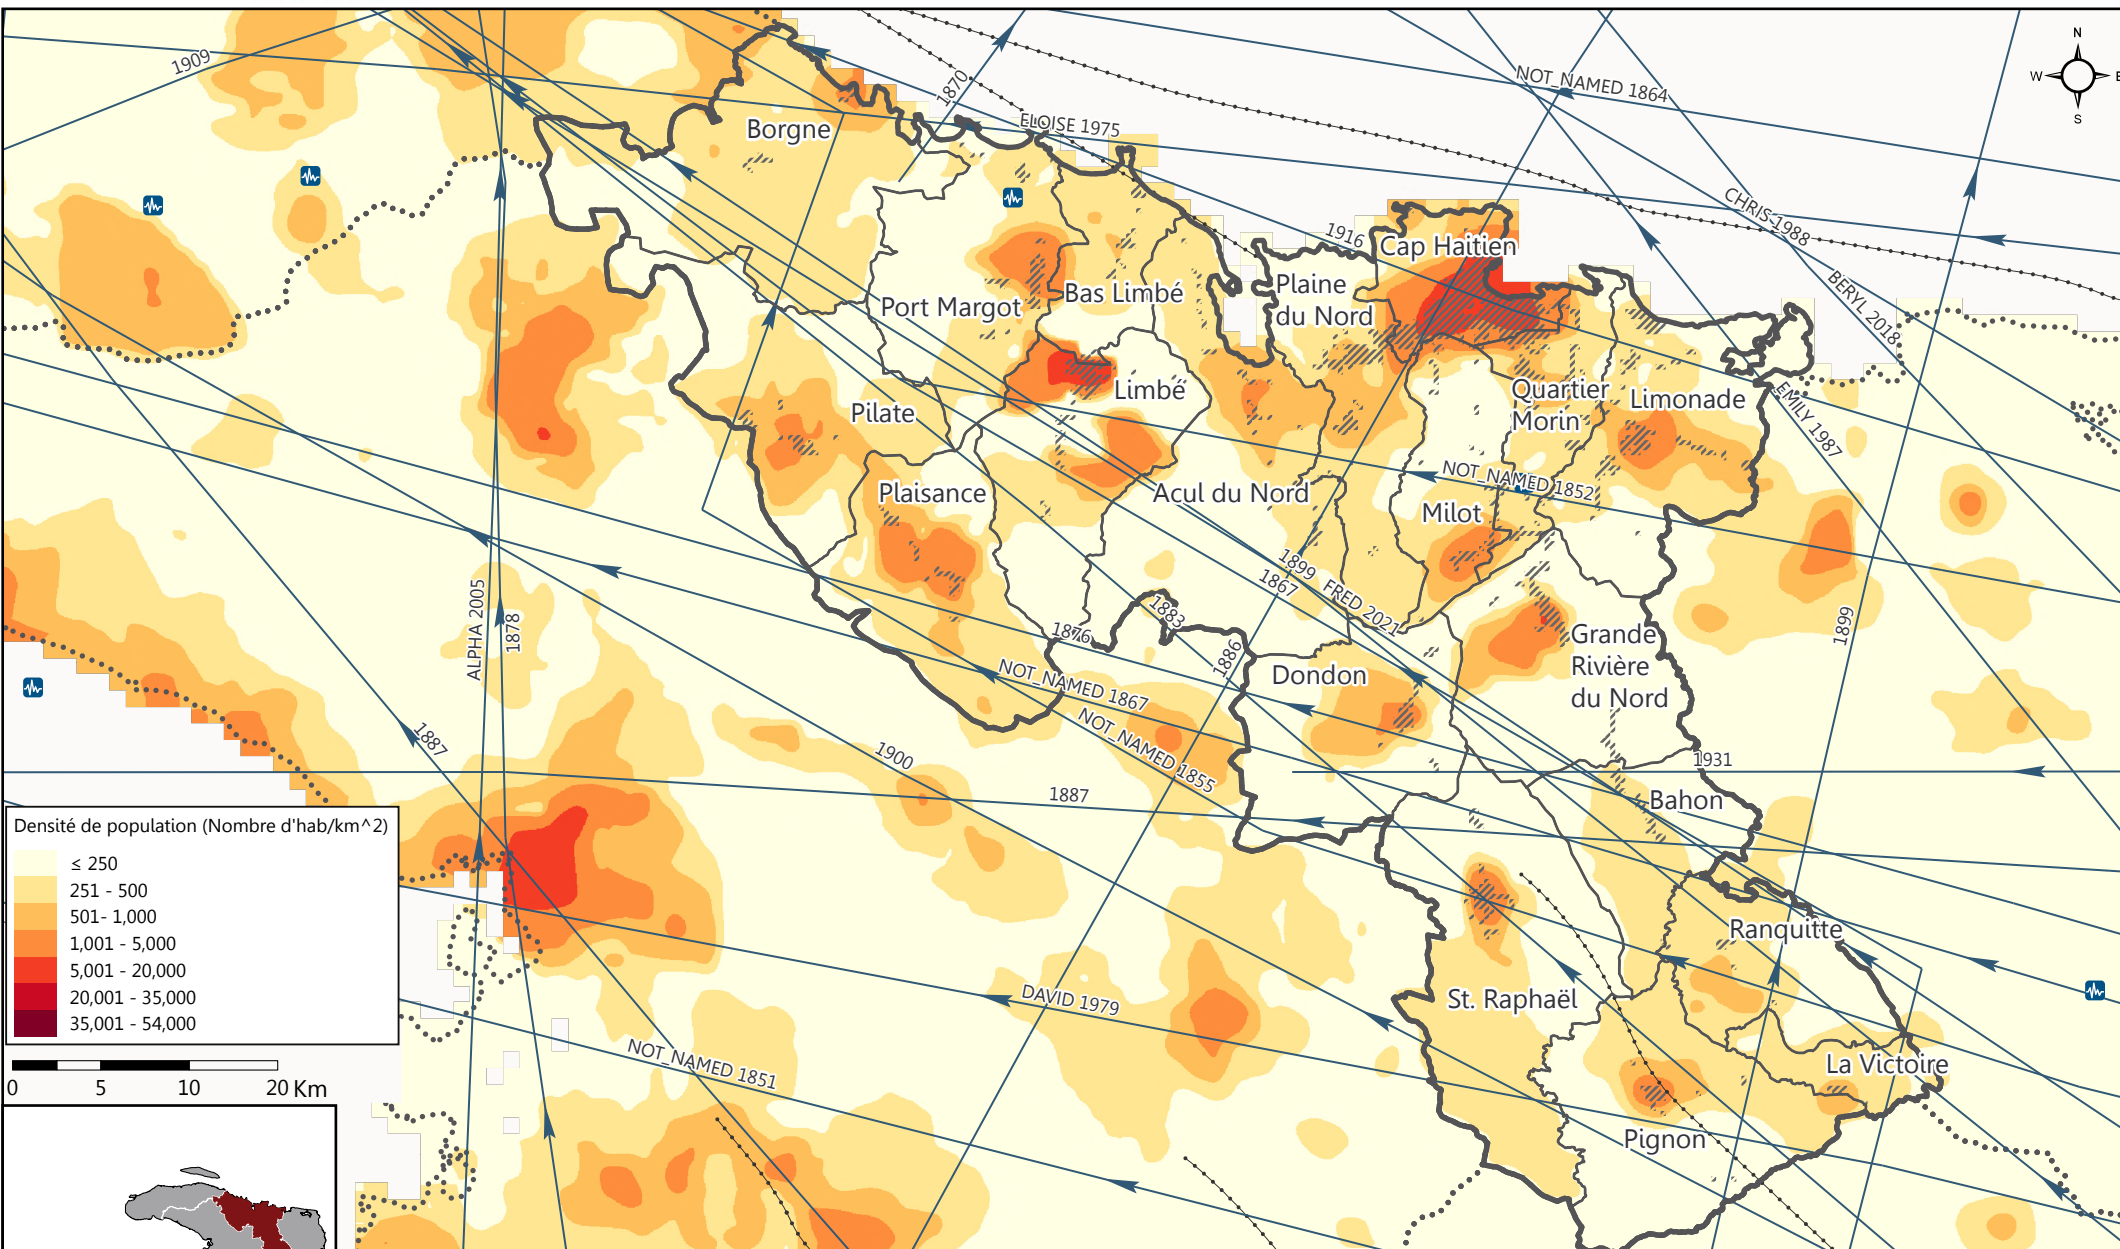 1909
1870
NOT_NAMED 1864
N
W
E
S
Borgne
ELOISE 1975
CHRIS 1988
1916
Cap Haitien
Plaine
du Nord
BERYL 2018
Port Margot
Bas Limbé
Limbé
Pilate
Quartier
Morin
Limonade
EMILY 1987
Plaisance
Acul du Nord
NOT_NAMED 1852
Milot
1899
1867
FRED 2021
ALPHA 2005
1878
1883
1876
1886
1899
Grande
Rivière
du Nord
Dondon
NOT_NAMED 1867
NOT_NAMED 1855
1887
1900
1931
1887
Bahon
Ranquitte
St. Raphaël
DAVID 1979
NOT_NAMED 1851
La Victoire
Pignon
Densité de population (Nombre d'hab/km^2)
≤ 250
251 - 500
501- 1,000
1,001 - 5,000
5,001 - 20,000
20,001 - 35,000
35,001 - 54,000
0 5 10 20 Km